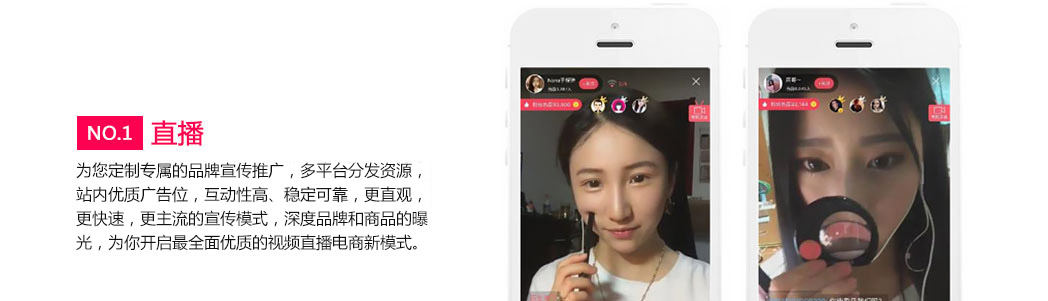 NO.1 直播
为您定制专属的品牌宣传推广，多平台分发资源，
站内优质广告位，互动性高、稳定可靠，更直观，
更快速，更主流的宣传模式，深度品牌和商品的曝
光，为你开启最全面优质的视频直播电商新模式。